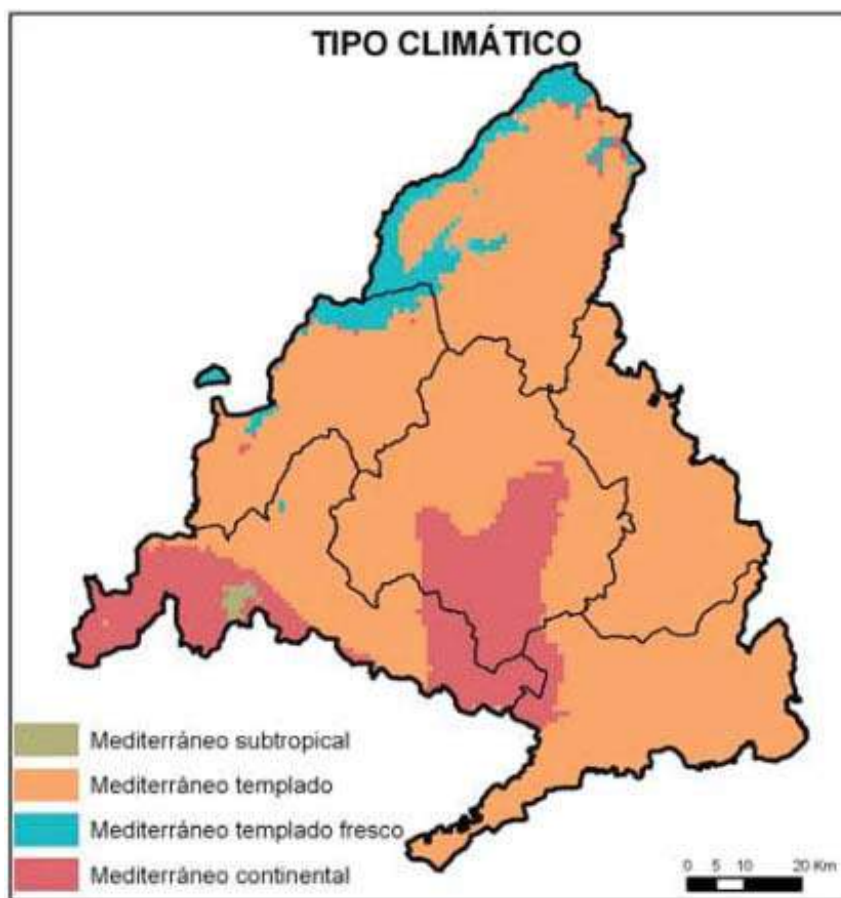 TIPO CLIMÁTICO
Mediterráneo subtropical
Mediterráneo templado
Mediterráneo templado fresco
Mediterráneo continental
0 5 10 20 Km